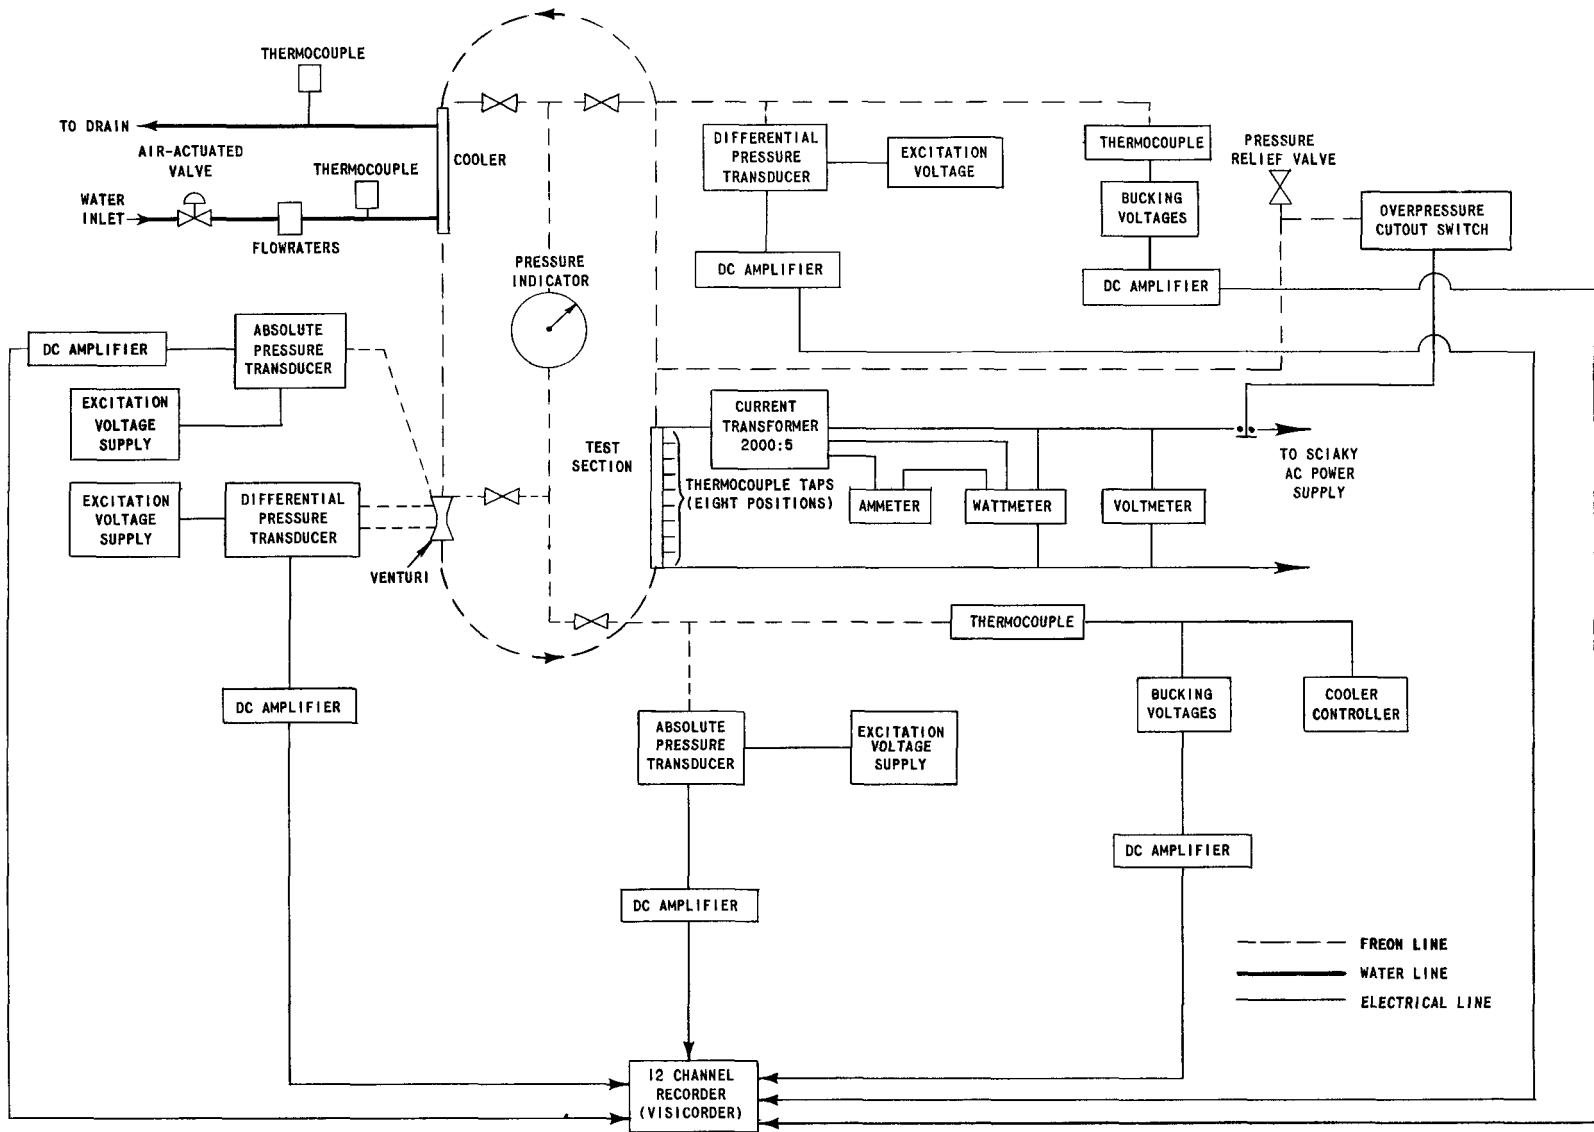 THERMOCOUPLE
TO DRAIN
AIR-ACTUATED
VALVE
THERMOCOUPLE
COOLER
WATER
INLET
FLOWRATERS
DIFFERENTIAL
PRESSURE
TRANSDUCER
EXCITATION
VOLTAGE
THERMOCOUPLE
PRESSURE
RELIEF VALVE
BUCKING
VOLTAGES
OVERPRESSURE
CUTOUT SWITCH
PRESSURE
INDICATOR
DC AMPLIFIER
DC AMPLIFIER
DC AMPLIFIER
ABSOLUTE
PRESSURE
TRANSDUCER
EXCITATION
VOLTAGE
SUPPLY
CURRENT
TRANSFORMER
2000:5
TEST
SECTION
TO SCIAKY
AC POWER
SUPPLY
THERMOCOUPLE TAPS
(EIGHT POSITIONS)
AMMETER
WATTMETER
VOLTMETER
EXCITATION
VOLTAGE
SUPPLY
DIFFERENTIAL
PRESSURE
TRANSDUCER
VENTURI
THERMOCOUPLE
DC AMPLIFIER
BUCKING
VOLTAGES
COOLER
CONTROLLER
ABSOLUTE
PRESSURE
TRANSDUCER
EXCITATION
VOLTAGE
SUPPLY
DC AMPLIFIER
DC AMPLIFIER
FREON LINE
WATER LINE
ELECTRICAL LINE
12 CHANNEL
RECORDER
(VISICORDER)